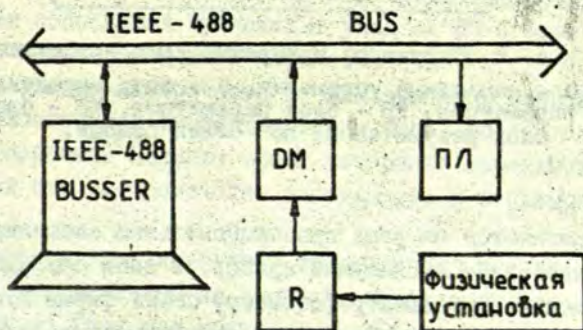 IEEE-488 BUS
IEEE-488
BUSSER
DM
ПЛ
R
Физическая
установка